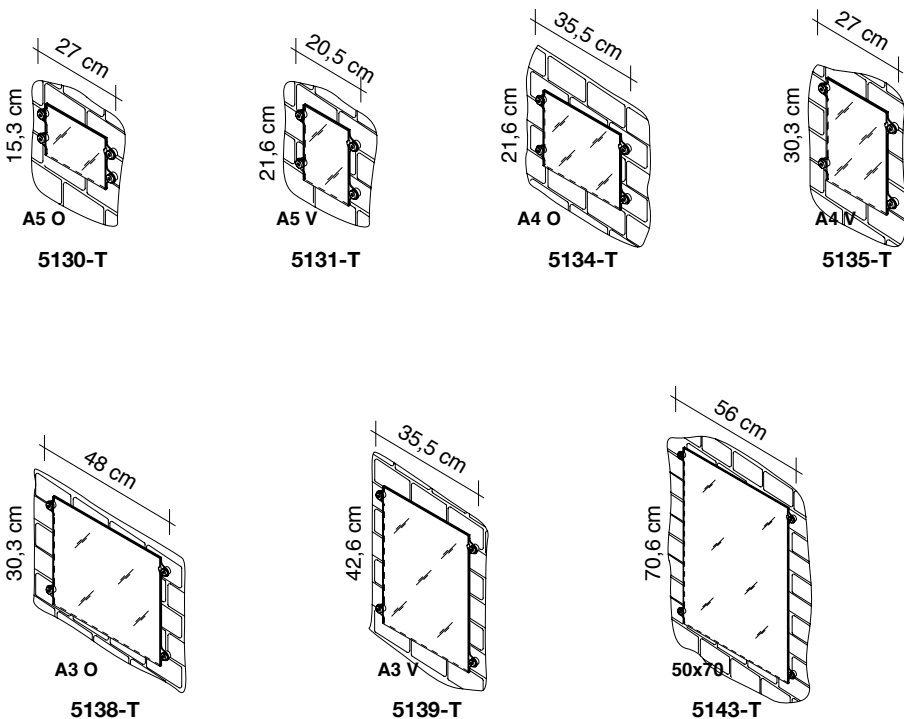 27 cm
15,3 cm
A5 O
5130-T
20,5 cm
21,6 cm
A5 V
5131-T
35,5 cm
21,6 cm
A4 O
5134-T
27 cm
30,3 cm
A4 V
5135-T
48 cm
30,3 cm
A3 O
5138-T
35,5 cm
42,6 cm
A3 V
5139-T
56 cm
70,6 cm
50x70
5143-T